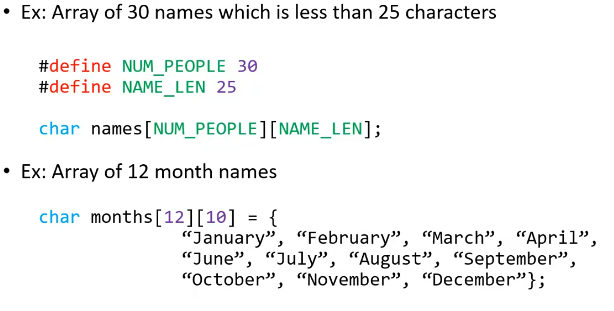 • Ex: Array of 30 names which is less than 25 characters
#define NUM_PEOPLE 30
#define NAME_LEN 25
char names[NUM_PEOPLE][NAME_LEN];
• Ex: Array of 12 month names
char months[12][10] = {
“January”, “February”, “March”, “April”,
“June”, “July”, “August”, “September”,
“October”, “November”, “December”};